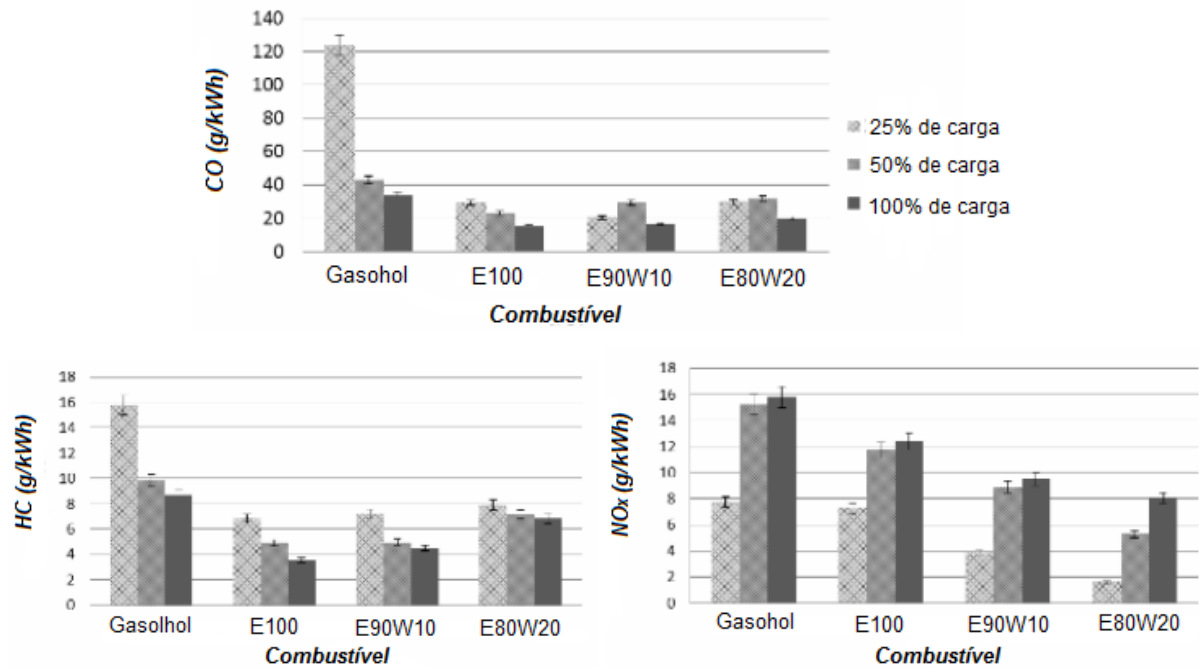 140
120
100
80
60
40
20
0
CO (g/kWh)
Gasohol E100 E90W10 E80W20
Combustível
25% de carga
50% de carga
100% de carga
18
16
14
12
10
8
6
4
2
0
HC (g/kWh)
Gasolhol E100 E90W10 E80W20
Combustível
18
16
14
12
10
8
6
4
2
0
NOx (g/kWh)
Gasohol E100 E90W10 E80W20
Combustível